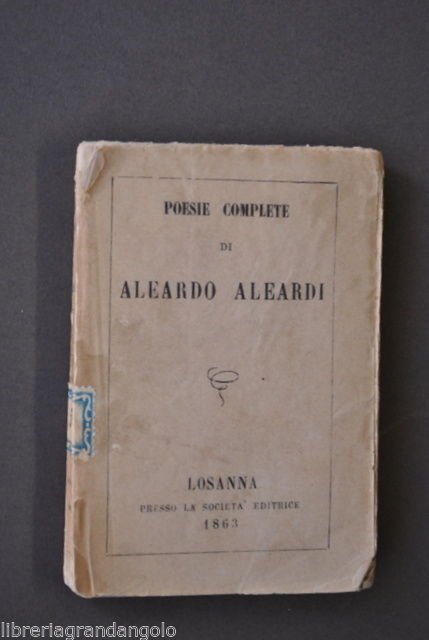 POESIE COMPLETE
DI
ALEARDO ALEARDI
LOSANNA
PRESSO LA SOCIETA' EDITRICE
1863
libreriagrandangolo